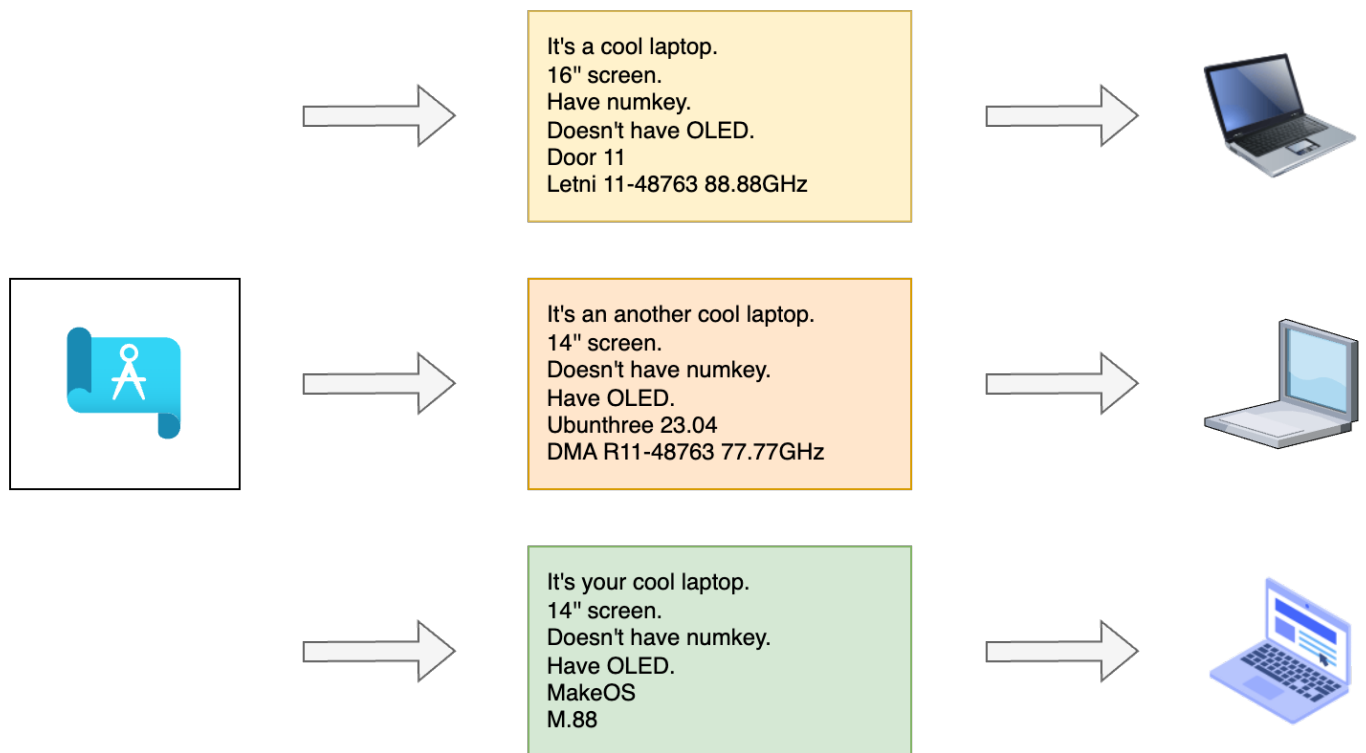 It's a cool laptop.
16" screen.
Have numkey.
Doesn't have OLED.
Door 11
Letni 11-48763 88.88GHz
It's an another cool laptop.
14" screen.
Doesn't have numkey.
Have OLED.
Ubunthree 23.04
DMA R11-48763 77.77GHz
It's your cool laptop.
14" screen.
Doesn't have numkey.
Have OLED.
MakeOS
M.88